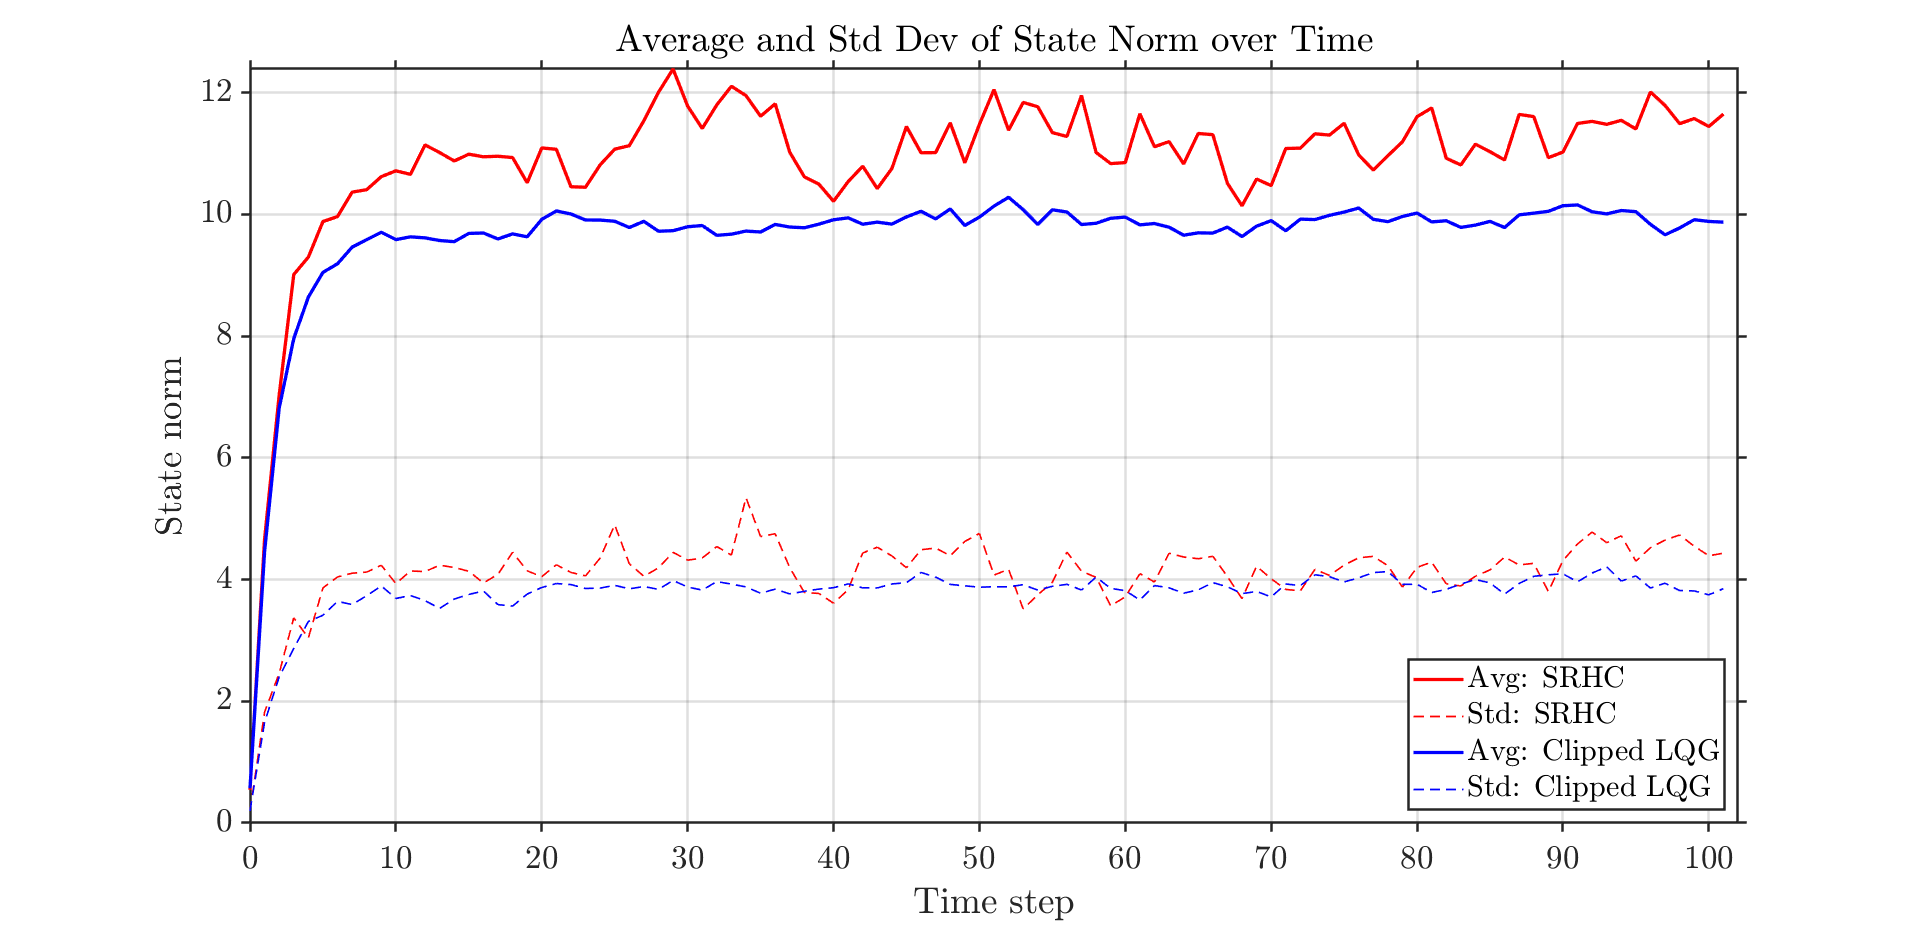 Average and Std Dev of State Norm over Time
State norm
12
10
8
6
4
2
0
0 10 20 30 40 50 60 70 80 90 100
Time step
Avg: SRHC
Std: SRHC
Avg: Clipped LQG
Std: Clipped LQG